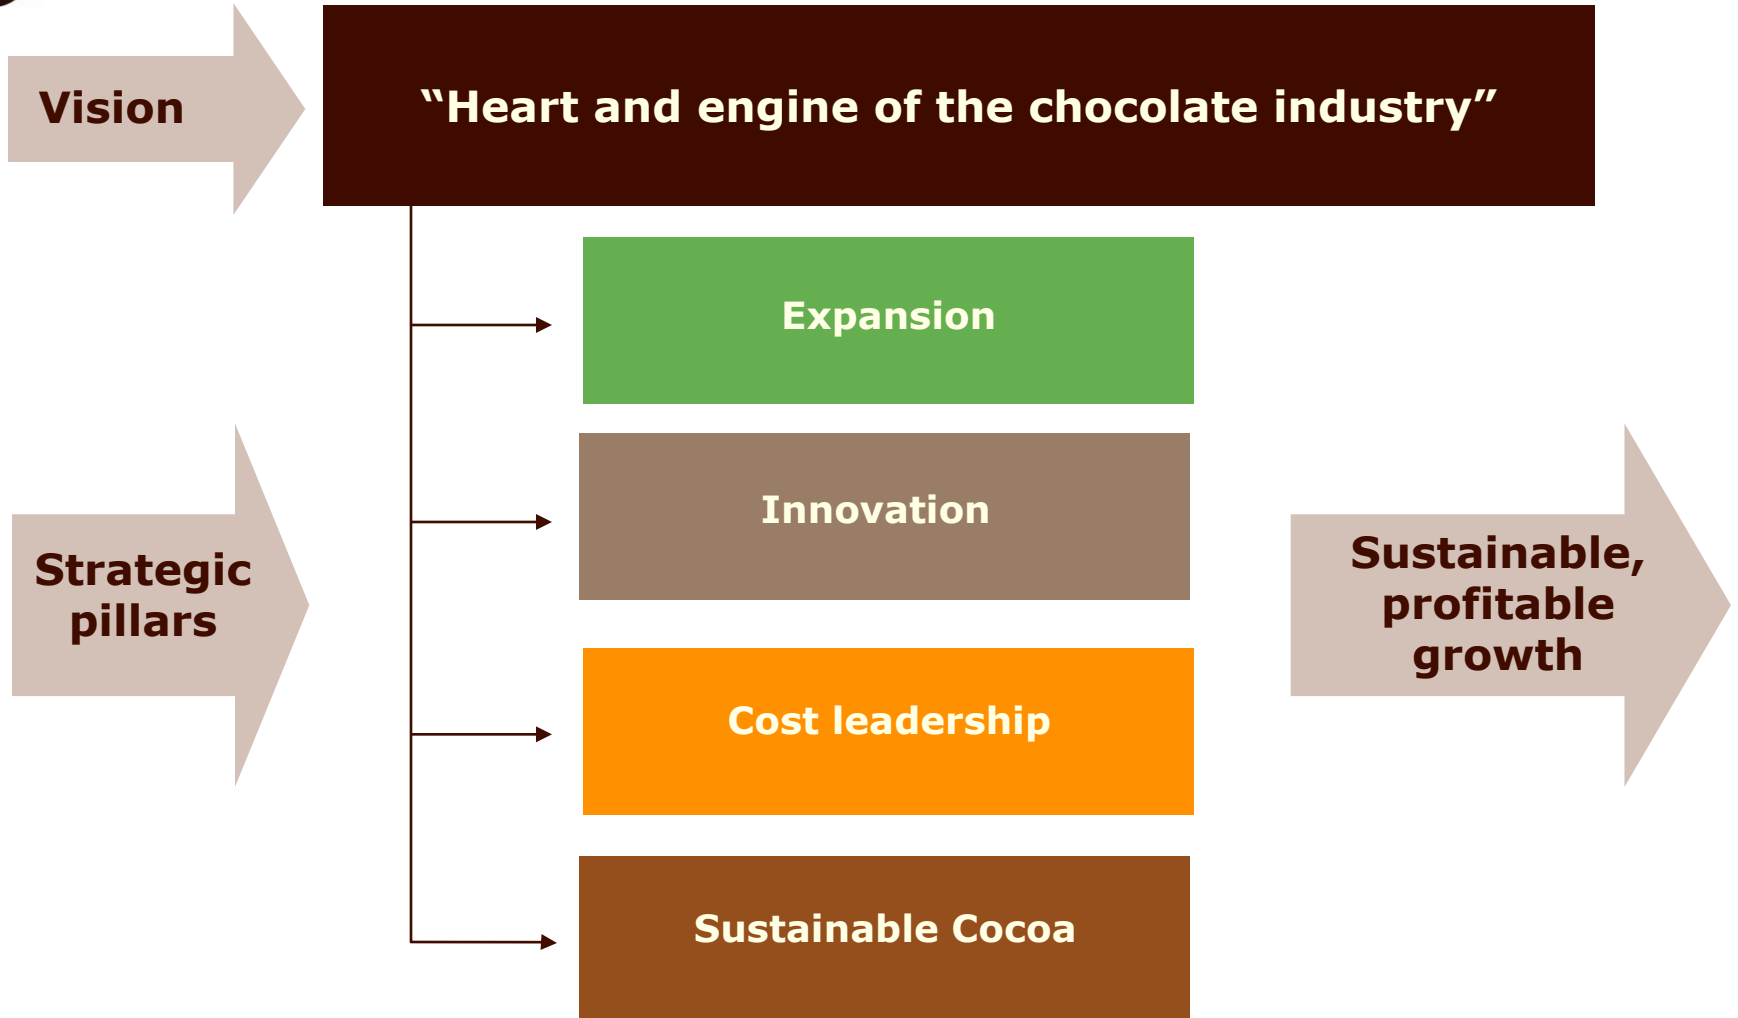 Vision
“Heart and engine of the chocolate industry”
Expansion
Innovation
Strategic
pillars
Sustainable,
profitable
growth
Cost leadership
Sustainable Cocoa